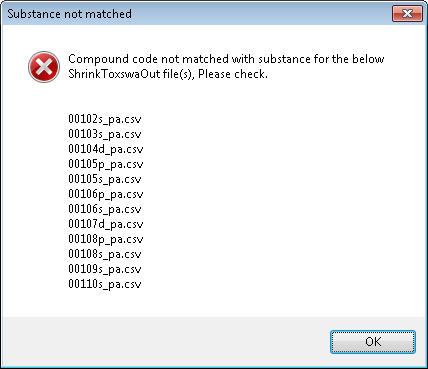 Substance not matched
Compound code not matched with substance for the below
ShrinkToxswaOut file(s), Please check.
00102s_pa.csv
00103s_pa.csv
00104d_pa.csv
00105p_pa.csv
00105s_pa.csv
00106p_pa.csv
00106s_pa.csv
00107d_pa.csv
00108p_pa.csv
00108s_pa.csv
00109s_pa.csv
00110s_pa.csv
OK